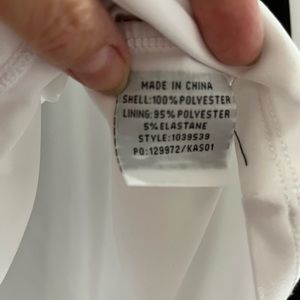 MADE IN CHINA
SHELL:100% POLYESTER
LINING:95% POLYESTER
5% ELASTANE
STYLE:1039539
PO:129972/KAS01